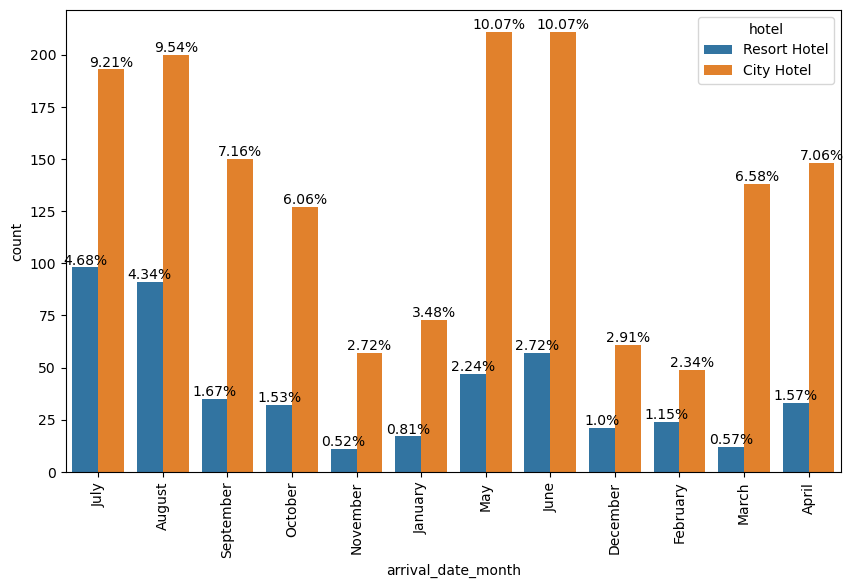 hotel
Resort Hotel
City Hotel
count
200
175
150
125
100
75
50
25
0
4.68%
9.21%
4.34%
9.54%
1.67%
7.16%
1.53%
6.06%
0.52%
2.72%
0.81%
3.48%
2.24%
10.07%
2.72%
10.07%
1.0%
2.91%
1.15%
2.34%
0.57%
6.58%
1.57%
7.06%
July
August
September
October
November
January
May
June
December
February
March
April
arrival_date_month